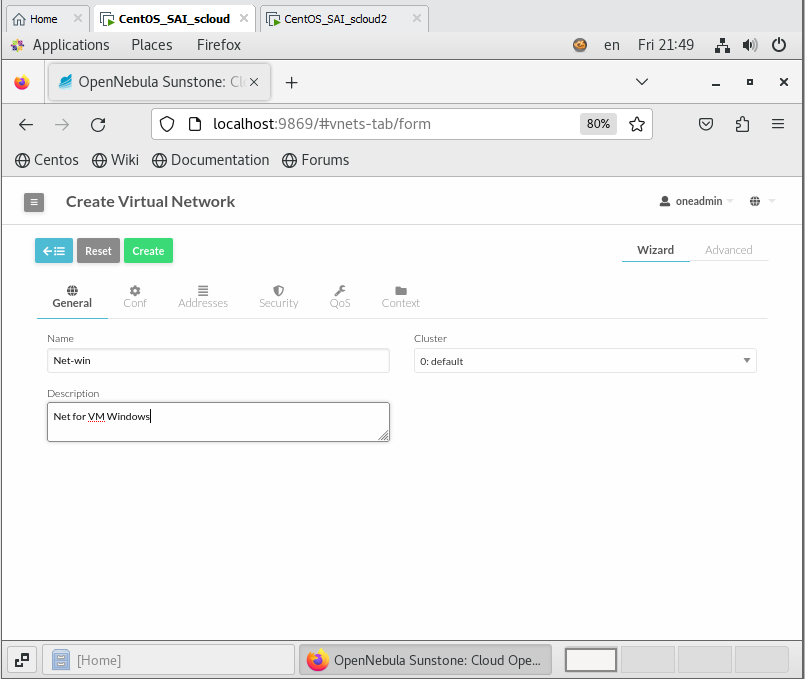 Home
CentOS_SAI_scloud
CentOS_SAI_scloud2
Applications Places Firefox en Fri 21:49
OpenNebula Sunstone: Cl
localhost:9869/#vnets-tab/form 80%
Centos Wiki Documentation Forums
Create Virtual Network oneadmin
Reset Create Wizard Advanced
General Conf Addresses Security QoS Context
Name Cluster
Net-win 0: default
Description
Net for VM Windows
[Home] OpenNebula Sunstone: Cloud Ope...